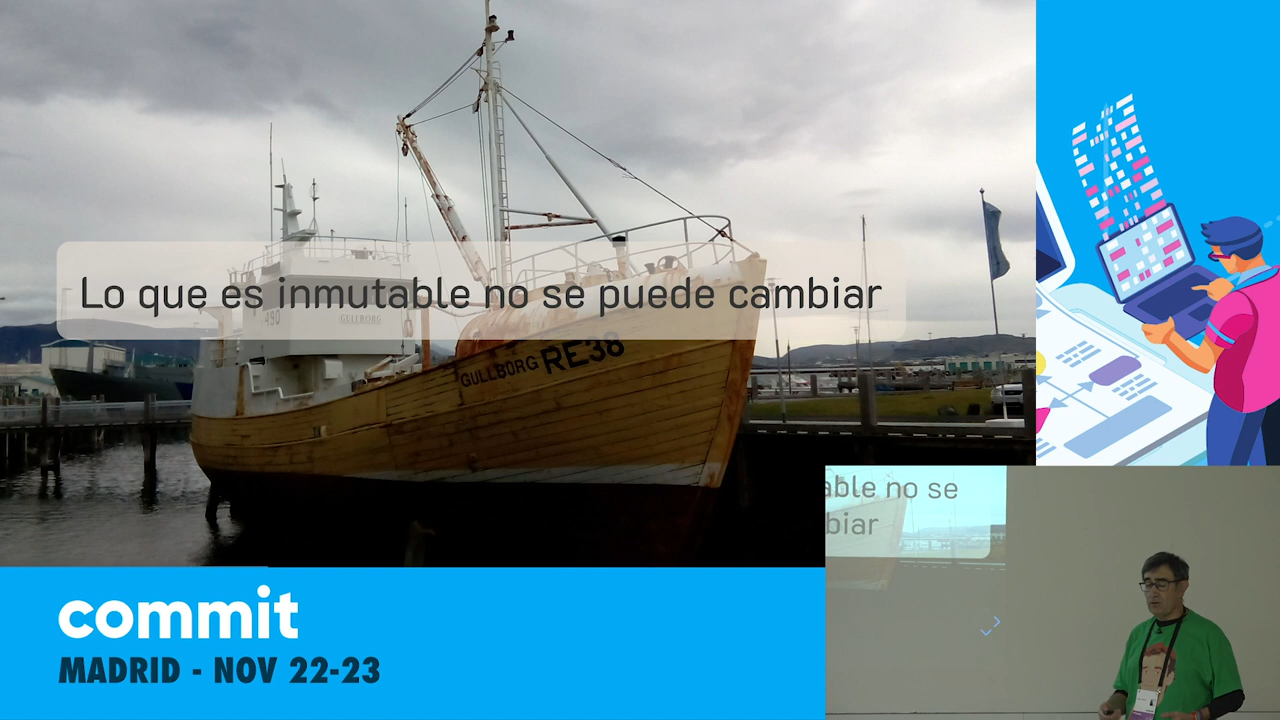 Lo que es inmutable no se puede cambiar
490
GULLBORG
GULLBORG RE38
able no se
biar
commit
MADRID - NOV 22-23